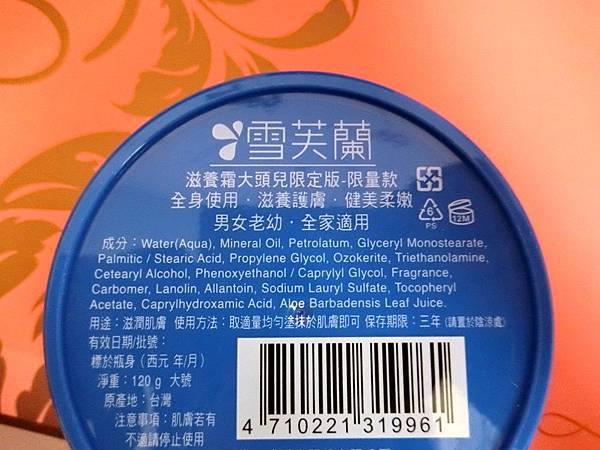 雪芙蘭
滋養霜大頭兒限定版-限量款
全身使用．滋養護膚．健美柔嫩
男女老幼．全家適用
6
PS
12M
成分：Water(Aqua), Mineral Oil, Petrolatum, Glyceryl Monostearate,
Palmitic / Stearic Acid, Propylene Glycol, Ozokerite, Triethanolamine,
Cetearyl Alcohol, Phenoxyethanol / Caprylyl Glycol, Fragrance,
Carbomer, Lanolin, Allantoin, Sodium Lauryl Sulfate, Tocopheryl
Acetate, Caprylhydroxamic Acid, Aloe Barbadensis Leaf Juice.
用途：滋潤肌膚 使用方法：取適量均勻塗抹於肌膚即可 保存期限：三年 (請置於陰涼處)
有效日期/批號：
標於瓶身 (西元 年/月)
淨重：120 g 大號
原產地：台灣
注意事項：肌膚若有
不適請停止使用
4 710221 319961